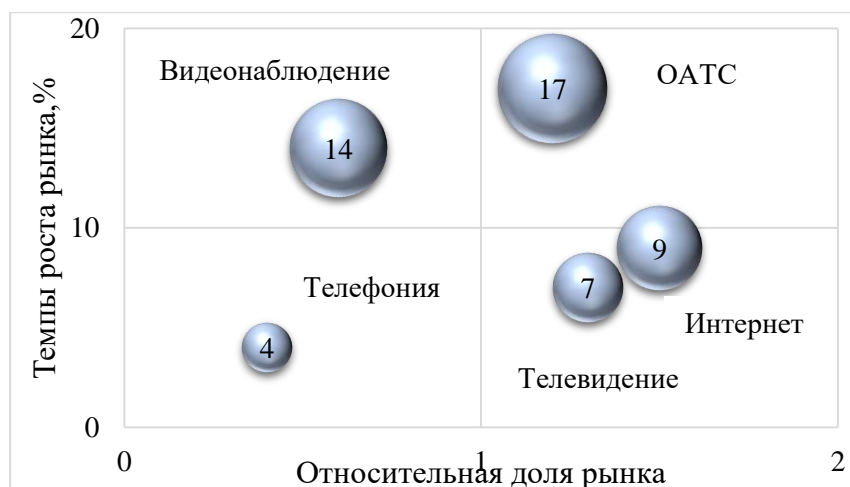 20
Видеонаблюдение
ОАТС
17
14
Темпы роста рынка,%
10
9
Телефония
7
Интернет
4
Телевидение
0
0
1
2
Относительная доля рынка